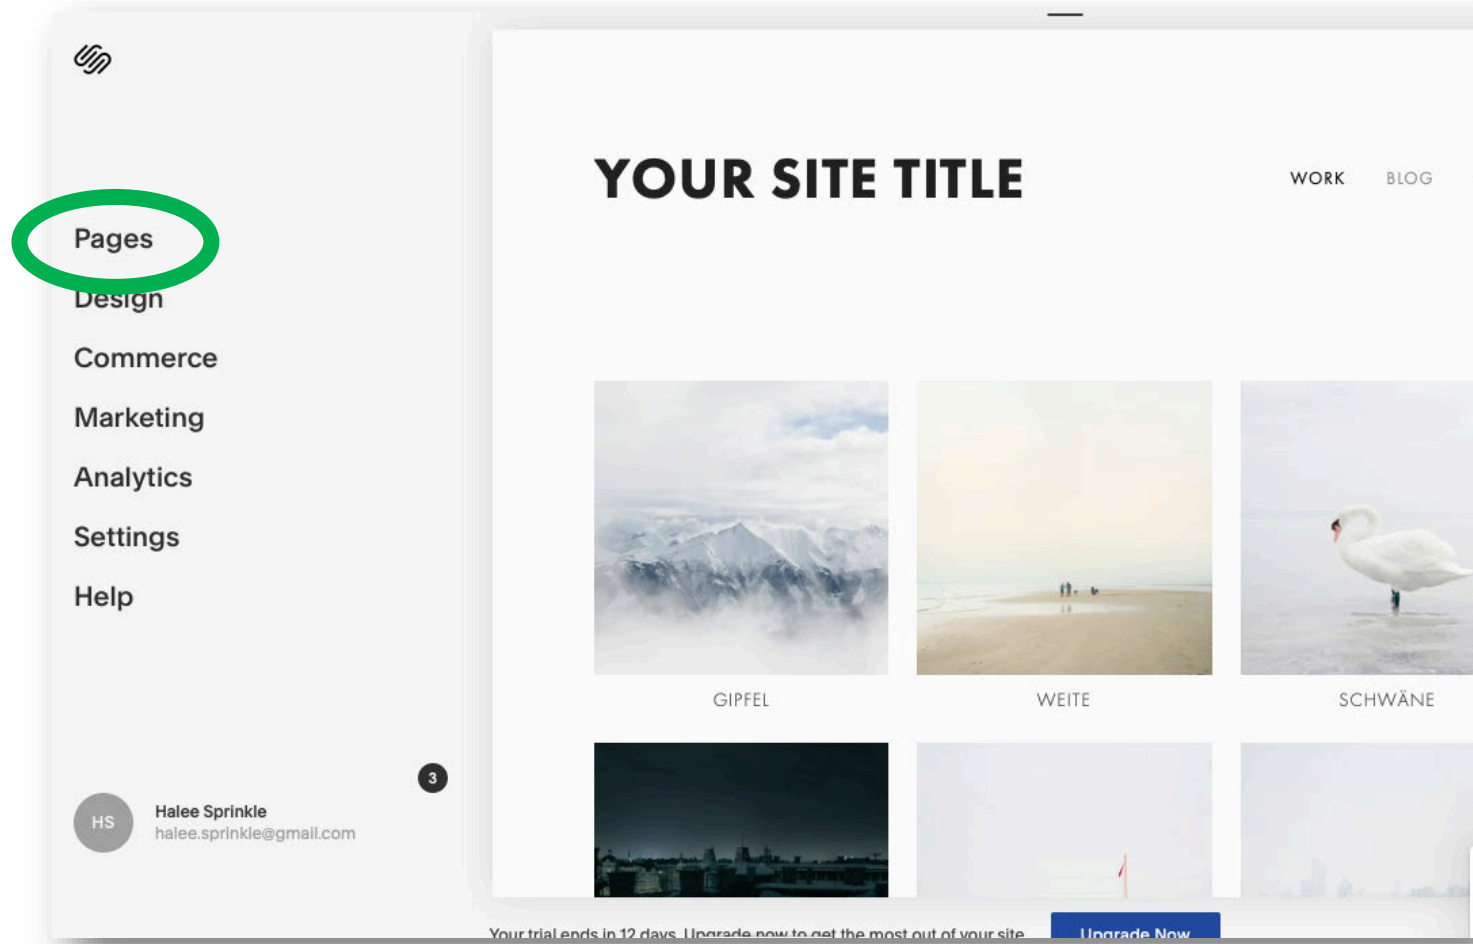 Pages
Design
Commerce
Marketing
Analytics
Settings
Help
3
HS
Halee Sprinkle
halee.sprinkle@gmail.com
YOUR SITE TITLE
WORK BLOG
GIPFEL WEITE SCHWÄNE
Your trial ends in 12 days. Upgrade now to get the most out of your site. Upgrade Now